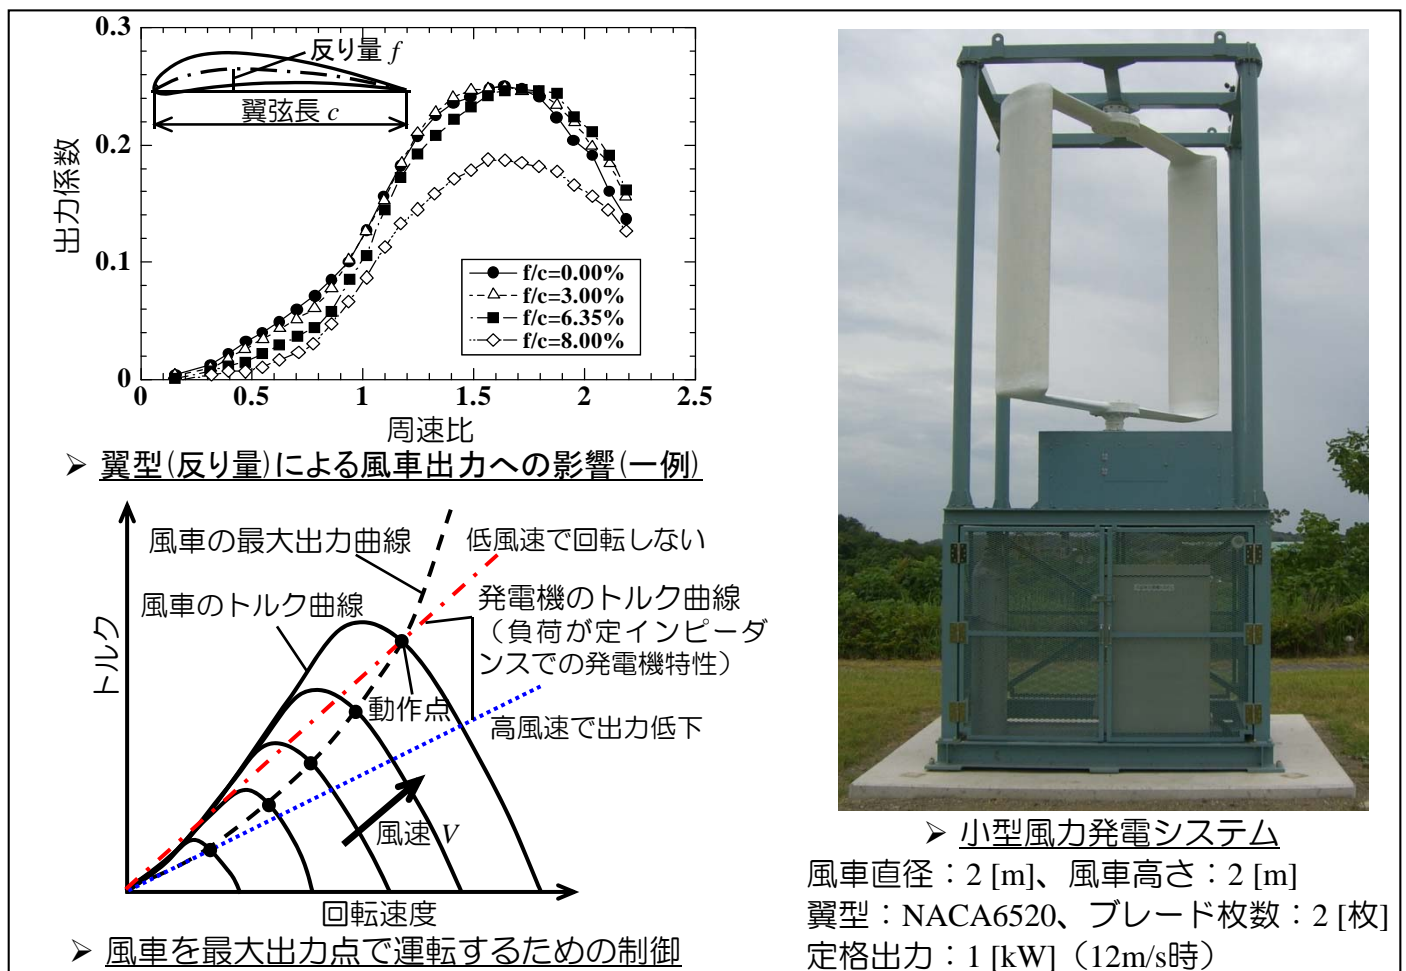 0.3
0.2
0.1
0
出力係数
反り量 f
翼弦長 c
f/c=0.00%
f/c=3.00%
f/c=6.35%
f/c=8.00%
0 0.5 1 1.5 2 2.5
周速比
➢ 翼型(反り量)による風車出力への影響(一例)
トルク
風車の最大出力曲線
低風速で回転しない
風車のトルク曲線
発電機のトルク曲線
（負荷が定インピーダ
ンスでの発電機特性）
動作点
高風速で出力低下
風速 V
回転速度
➢ 風車を最大出力点で運転するための制御
➢ 小型風力発電システム
風車直径：2 [m]、風車高さ：2 [m]
翼型：NACA6520、ブレード枚数：2 [枚]
定格出力：1 [kW]（12m/s時）